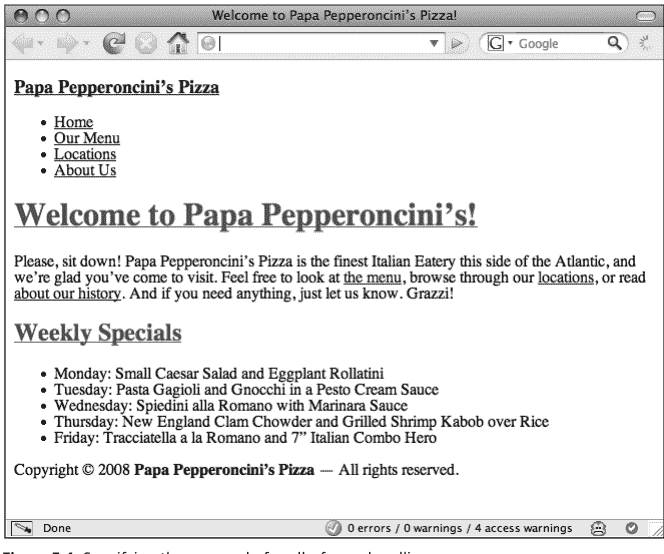 Welcome to Papa Pepperoncini's Pizza!
G Google
Papa Pepperoncini's Pizza
• Home
• Our Menu
• Locations
• About Us
Welcome to Papa Pepperoncini's!
Please, sit down! Papa Pepperoncini's Pizza is the finest Italian Eatery this side of the Atlantic, and
we're glad you've come to visit. Feel free to look at the menu, browse through our locations, or read
about our history. And if you need anything, just let us know. Grazzi!
Weekly Specials
• Monday: Small Caesar Salad and Eggplant Rollatini
• Tuesday: Pasta Gagioli and Gnocchi in a Pesto Cream Sauce
• Wednesday: Spiedini alla Romano with Marinara Sauce
• Thursday: New England Clam Chowder and Grilled Shrimp Kabob over Rice
• Friday: Tracciatella a la Romano and 7” Italian Combo Hero
Copyright © 2008 Papa Pepperoncini's Pizza — All rights reserved.
Done 0 errors / 0 warnings / 4 access warnings